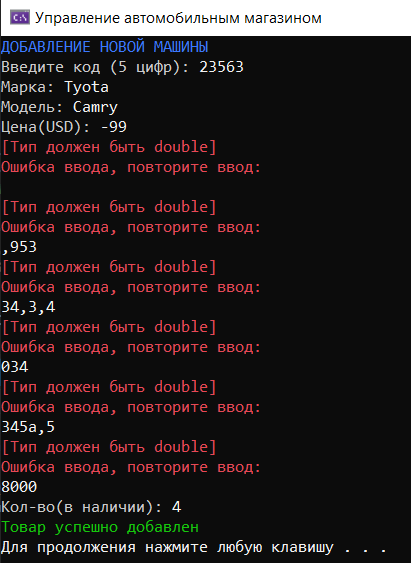 C:\
Управление автомобильным магазином
ДОБАВЛЕНИЕ НОВОЙ МАШИНЫ
Введите код (5 цифр): 23563
Марка: Tyota
Модель: Camry
Цена(USD): -99
[Тип должен быть double]
Ошибка ввода, повторите ввод:
[Тип должен быть double]
Ошибка ввода, повторите ввод:
,953
[Тип должен быть double]
Ошибка ввода, повторите ввод:
34,3,4
[Тип должен быть double]
Ошибка ввода, повторите ввод:
034
[Тип должен быть double]
Ошибка ввода, повторите ввод:
345a,5
[Тип должен быть double]
Ошибка ввода, повторите ввод:
8000
Кол-во(в наличии): 4
Товар успешно добавлен
Для продолжения нажмите любую клавишу . . .